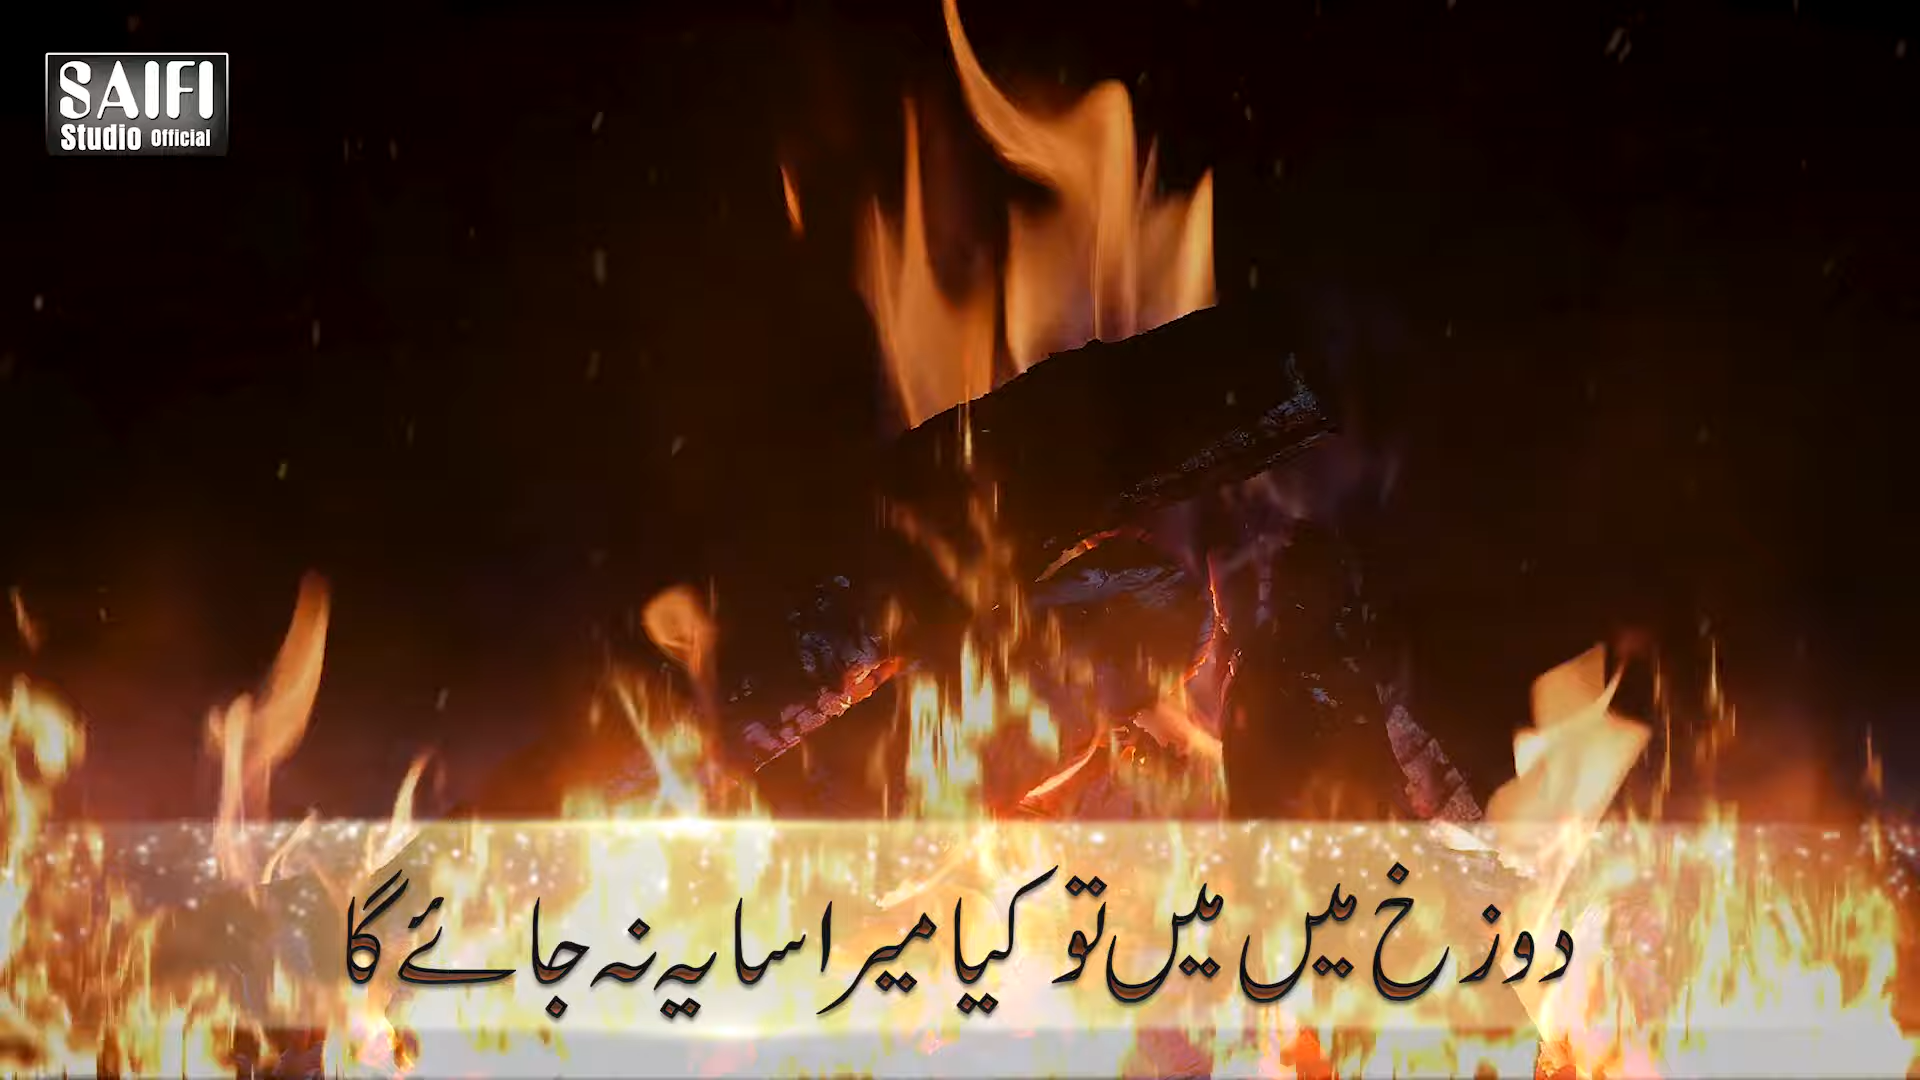 SAIFI
Studio Official
دوزخ میں میں تو کیا میرا سایہ نہ جائے گا